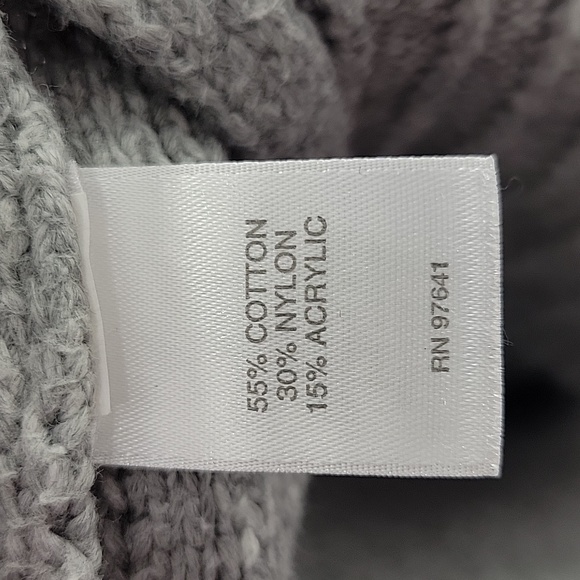 55% COTTON
30% NYLON
15% ACRYLIC
RN 97641